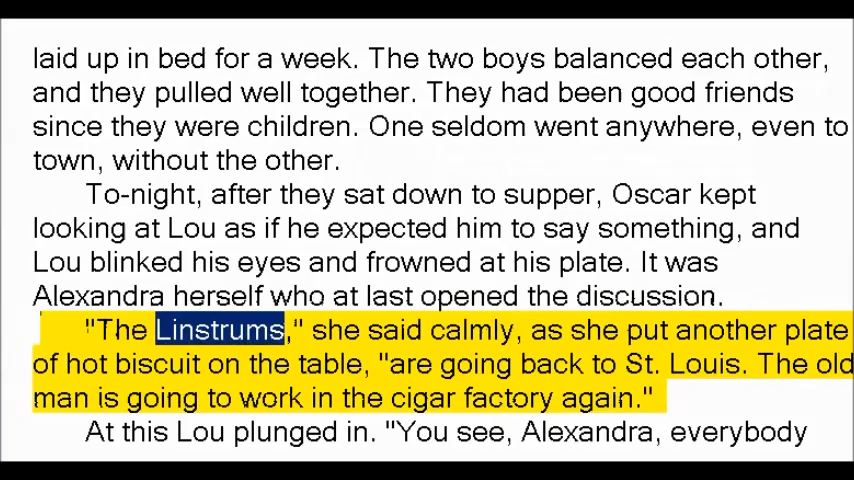 laid up in bed for a week. The two boys balanced each other,
and they pulled well together. They had been good friends
since they were children. One seldom went anywhere, even to
town, without the other.
To-night, after they sat down to supper, Oscar kept
looking at Lou as if he expected him to say something, and
Lou blinked his eyes and frowned at his plate. It was
Alexandra herself who at last opened the discussion.
"The Linstrums," she said calmly, as she put another plate
of hot biscuit on the table, "are going back to St. Louis. The old
man is going to work in the cigar factory again."
At this Lou plunged in. "You see, Alexandra, everybody